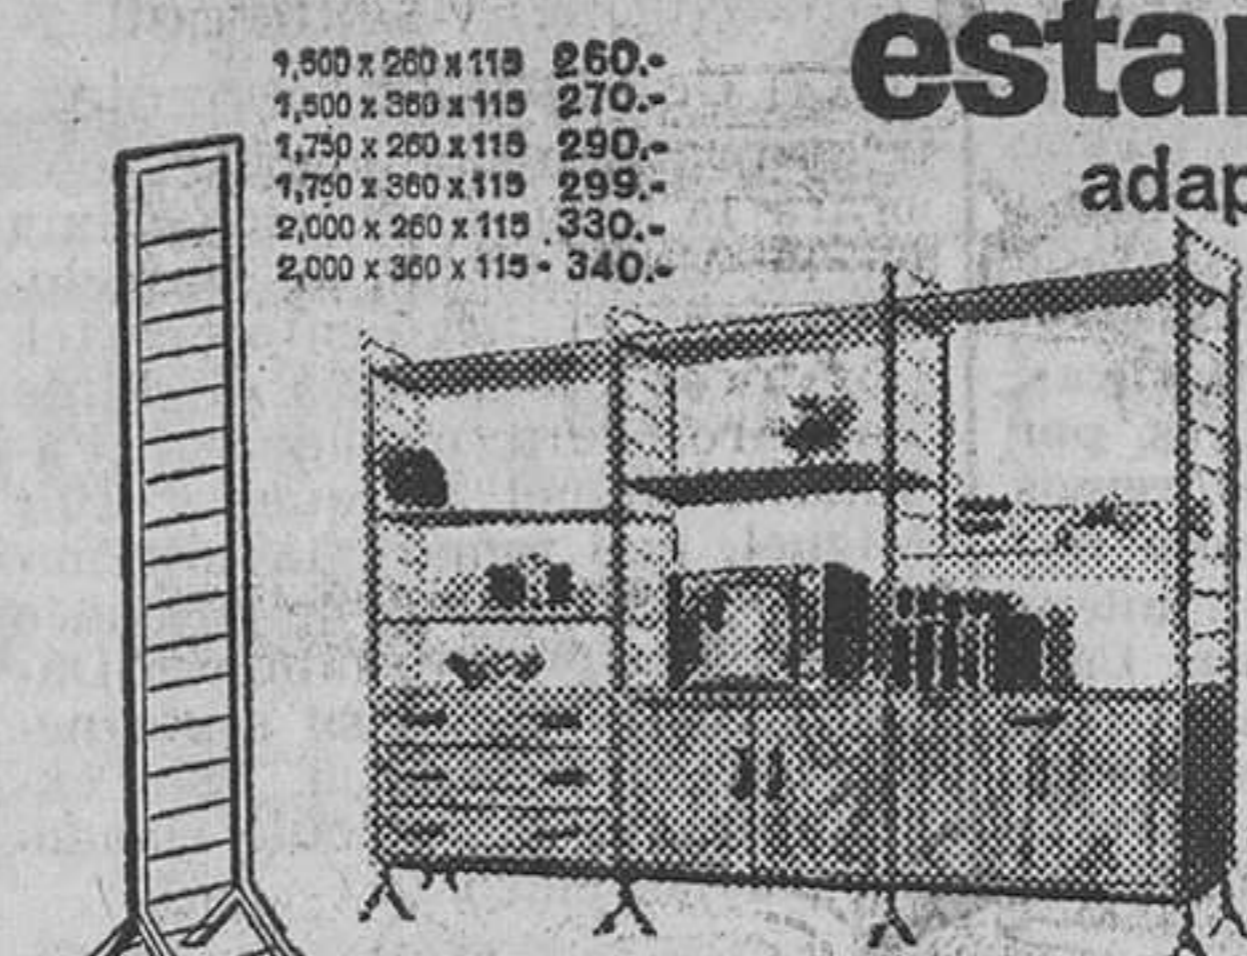 1,500 x 260 x 115 260.-
1,500 x 360 x 115 270.-
1,750 x 260 x 115 290.-
1,750 x 360 x 115 299.-
2,000 x 260 x 115 330.-
2,000 x 360 x 115 - 340.-
estan
adap